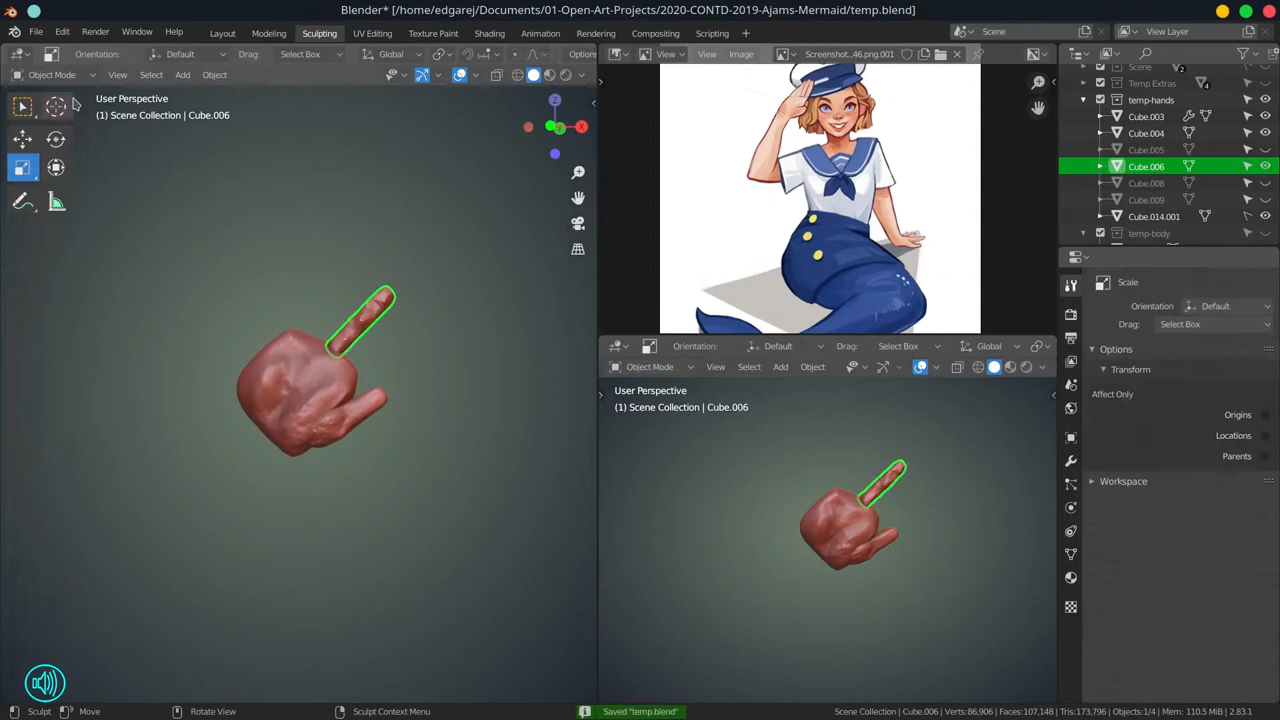 Blender* [/home/edgarej/Documents/01-Open-Art-Projects/2020-CONTD-2019-Ajams-Mermaid/temp.blend]
File Edit Render Window Help Layout Modeling Sculpting UV Editing Texture Paint Shading Animation Rendering Compositing Scripting Scene View Layer
Orientation: Default Drag: Select Box Global Options
View Screenshot...46.png.001
View Image
Object Mode View Select Add Object
User Perspective
(1) Scene Collection | Cube.006
Z
X
Y
Scene 2
Temp Extras 4
temp-hands
Cube.003
Cube.004
Cube.005
Cube.006
Cube.008
Cube.009
Cube.014.001
temp-body
Scale
Orientation Default
Drag: Select Box
Options
Transform
Affect Only
Origins
Locations
Parents
Workspace
Orientation: Default Drag: Select Box Global
Object Mode View Select Add Object
User Perspective
(1) Scene Collection | Cube.006
Sculpt Move Rotate View Sculpt Context Menu Saved "temp.blend" Scene Collection | Cube.006 | Verts:86,906 | Faces:107,148 | Tris:173,796 | Objects:1/4 | Mem: 110.5 MiB | 2.83.1